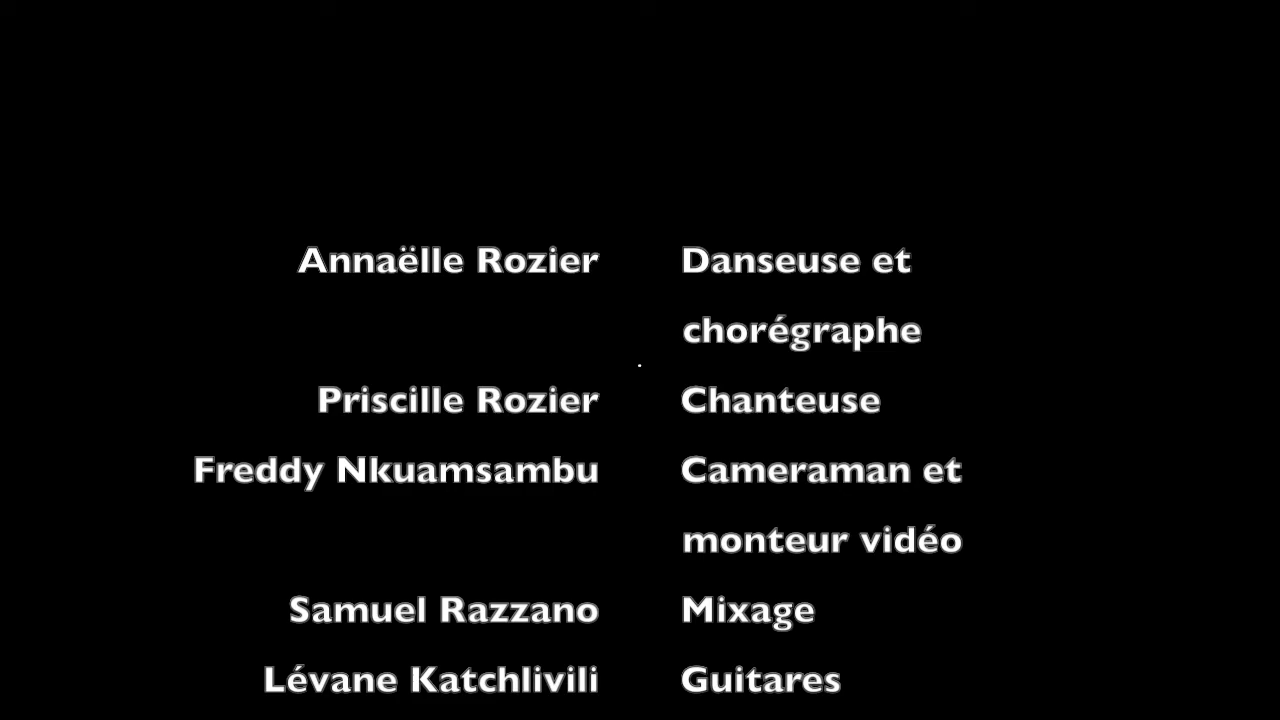 Annaëlle Rozier Danseuse et
chorégraphe
Priscille Rozier Chanteuse
Freddy Nkuamsambu Cameraman et
monteur vidéo
Samuel Razzano Mixage
Lévane Katchlivili Guitares